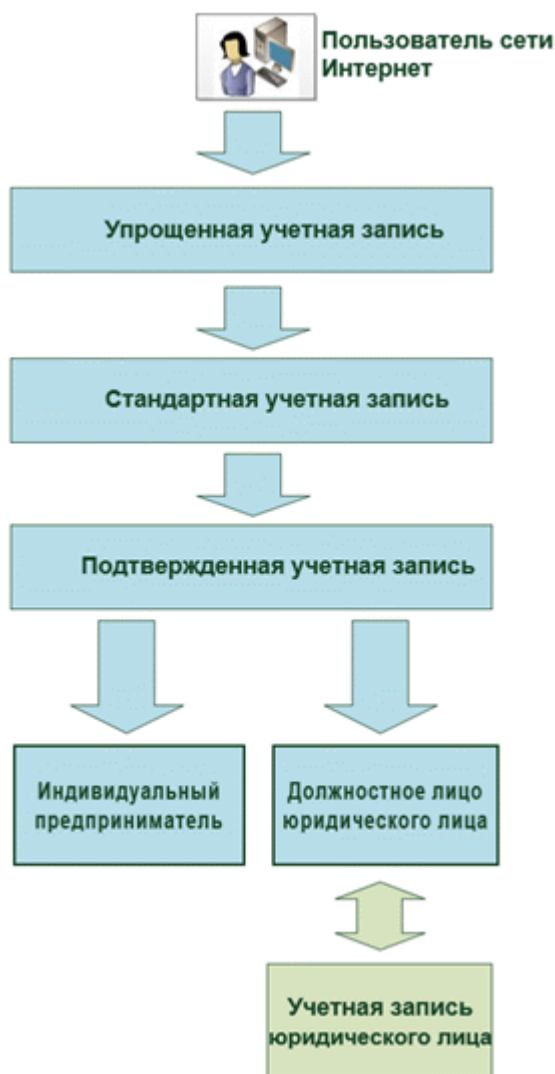 Пользователь сети
Интернет
Упрощенная учетная запись
Стандартная учетная запись
Подтвержденная учетная запись
Индивидуальный
предприниматель
Должностное лицо
юридического лица
Учетная запись
юридического лица